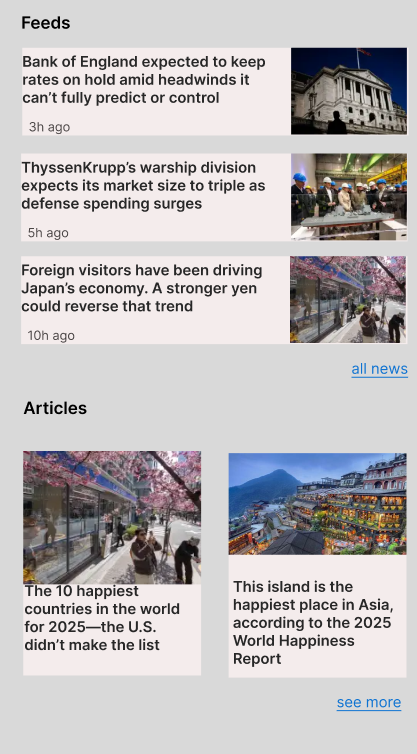 Feeds
Bank of England expected to keep
rates on hold amid headwinds it
can’t fully predict or control
3h ago
ThyssenKrupp’s warship division
expects its market size to triple as
defense spending surges
5h ago
Foreign visitors have been driving
Japan’s economy. A stronger yen
could reverse that trend
10h ago
all news
Articles
The 10 happiest
countries in the world
for 2025—the U.S.
didn’t make the list
This island is the
happiest place in Asia,
according to the 2025
World Happiness
Report
see more